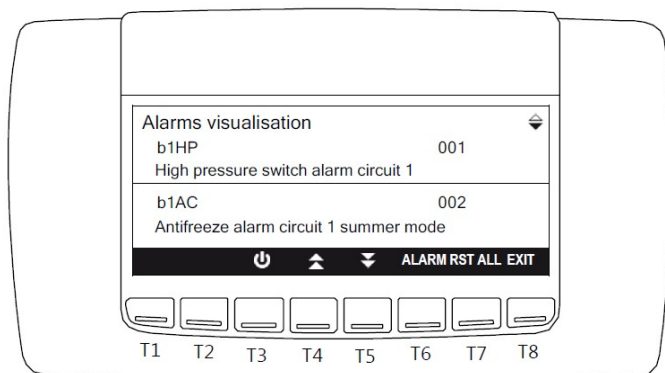 Alarms visualisation
b1HP 001
High pressure switch alarm circuit 1
b1AC 002
Antifreeze alarm circuit 1 summer mode
ALARM RST ALL EXIT
T1 T2 T3 T4 T5 T6 T7 T8